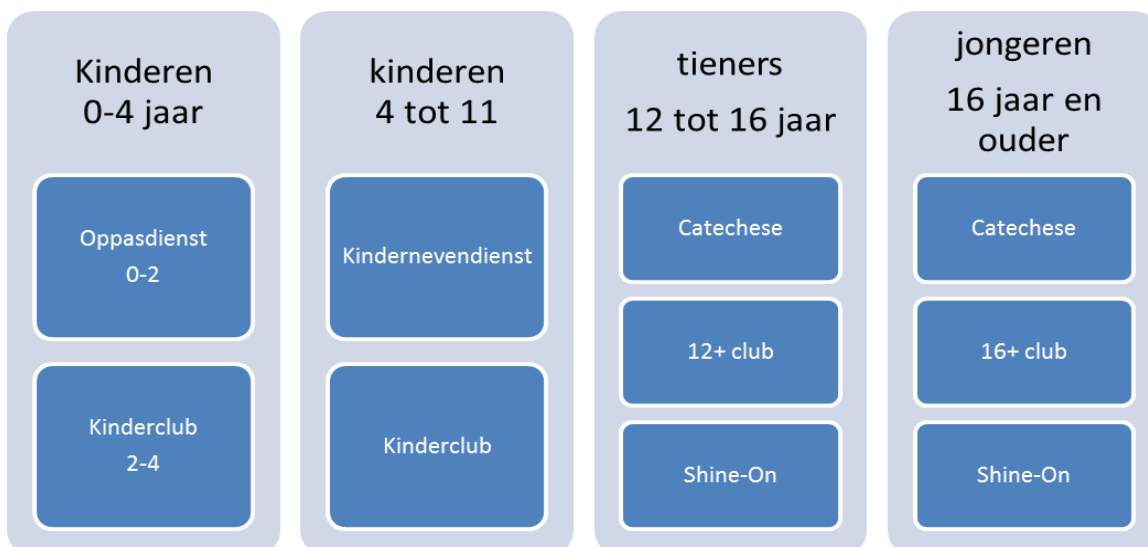 Kinderen
0-4 jaar
Oppasdienst
0-2
Kinderclub
2-4
kinderen
4 tot 11
Kindernevendienst
Kinderclub
tieners
12 tot 16 jaar
Catechese
12+ club
Shine-On
jongeren
16 jaar en
ouder
Catechese
16+ club
Shine-On